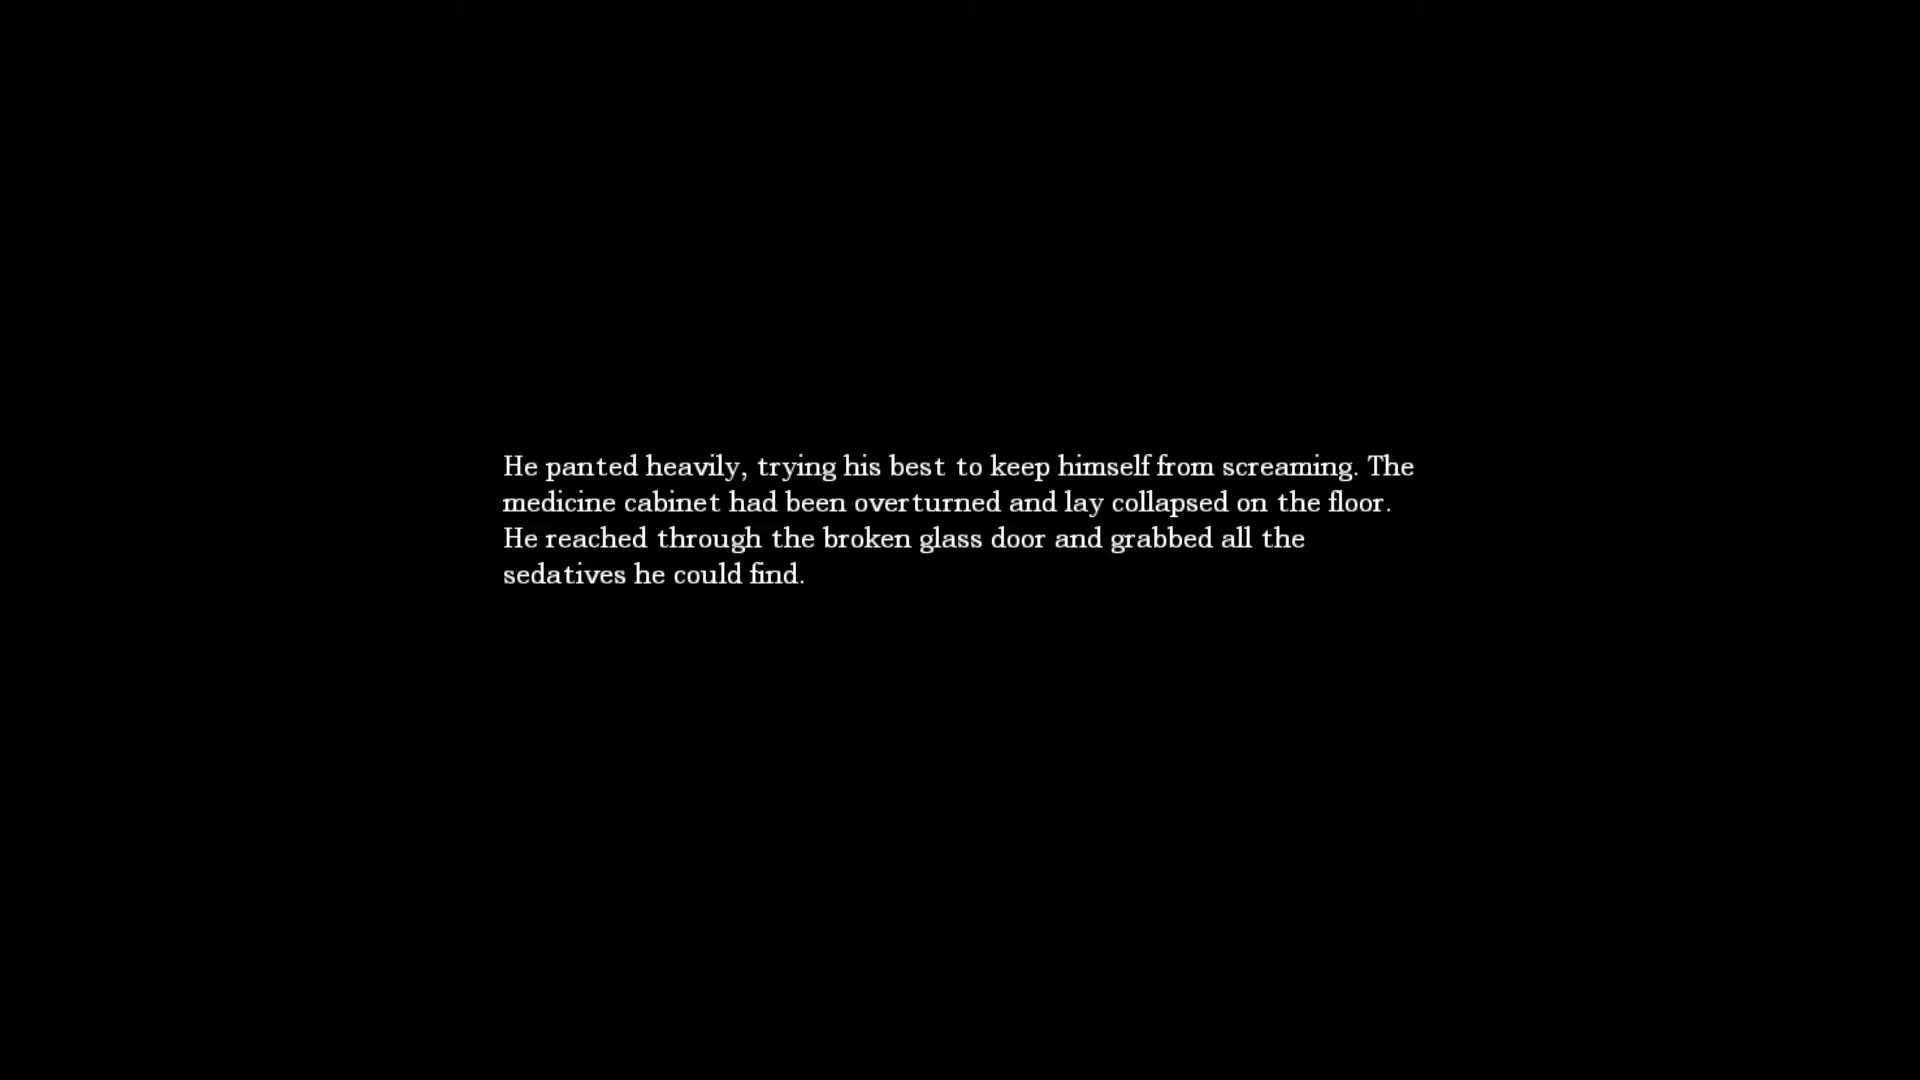 He panted heavily, trying his best to keep himself from screaming. The
medicine cabinet had been overturned and lay collapsed on the floor.
He reached through the broken glass door and grabbed all the
sedatives he could find.